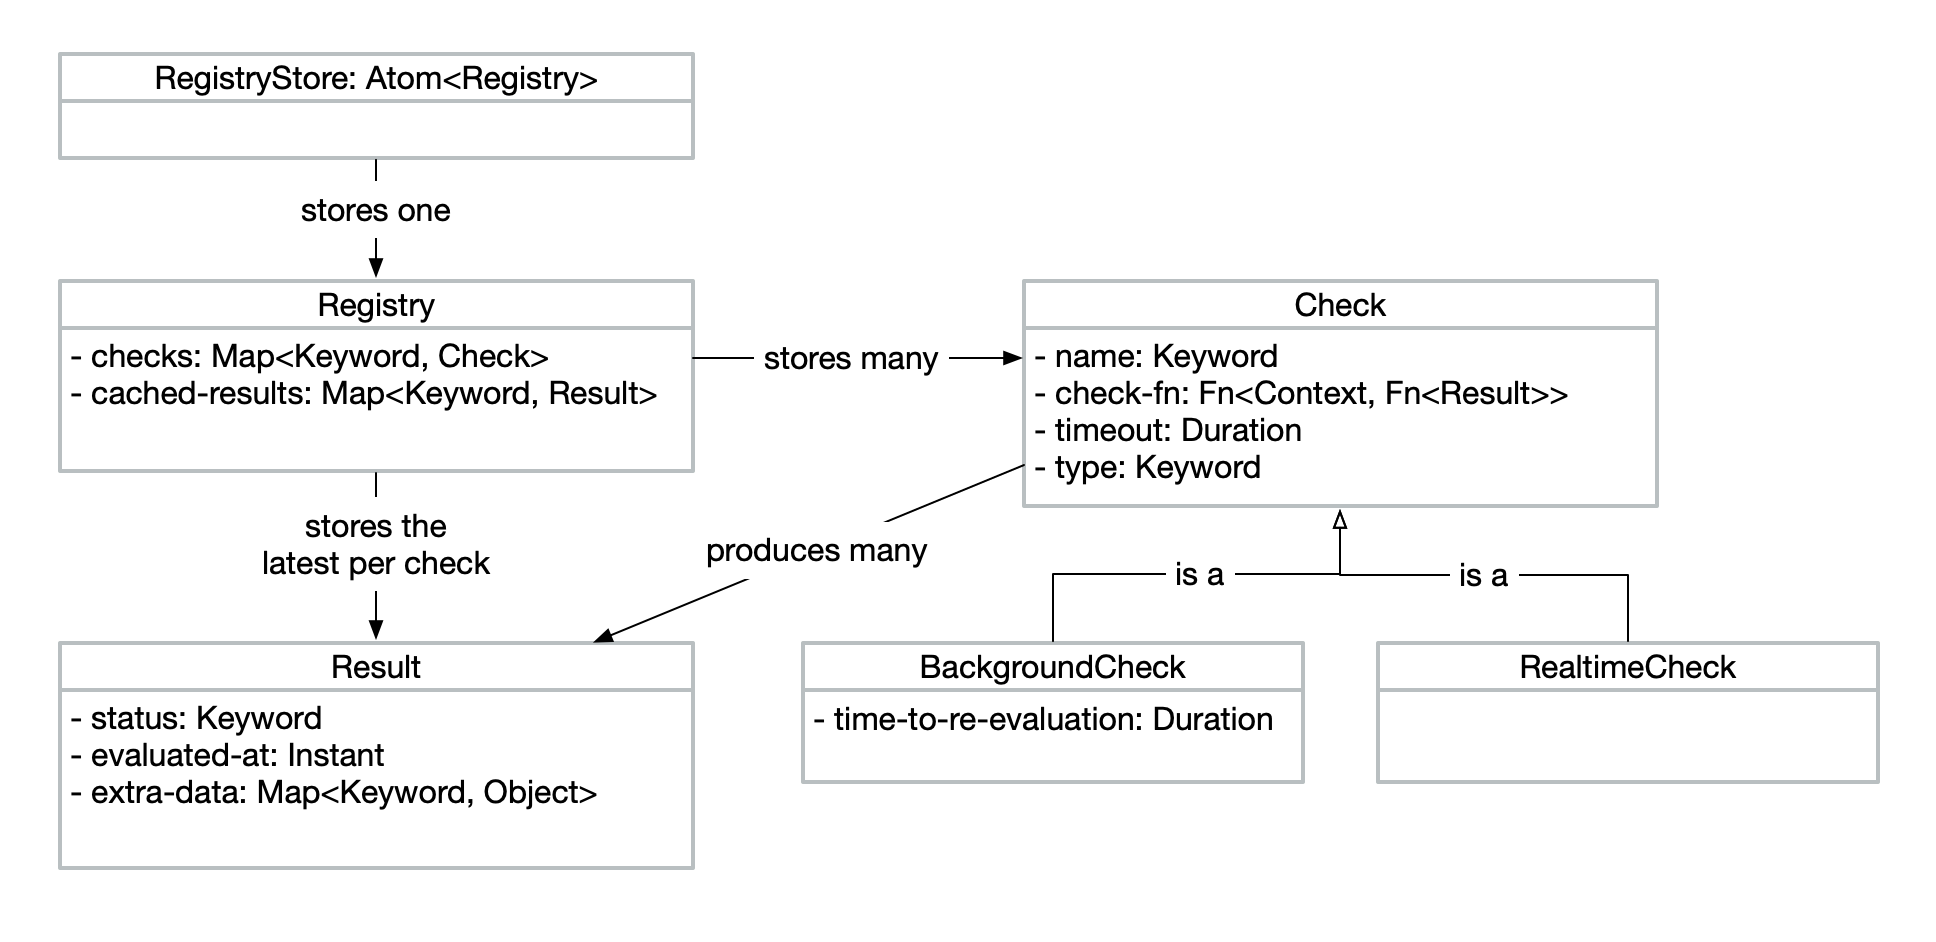 RegistryStore: Atom<Registry>
stores one
Registry
- checks: Map<Keyword, Check>
- cached-results: Map<Keyword, Result>
stores many
Check
- name: Keyword
- check-fn: Fn<Context, Fn<Result>>
- timeout: Duration
- type: Keyword
stores the
latest per check
produces many
is a
is a
Result
- status: Keyword
- evaluated-at: Instant
- extra-data: Map<Keyword, Object>
BackgroundCheck
- time-to-re-evaluation: Duration
RealtimeCheck